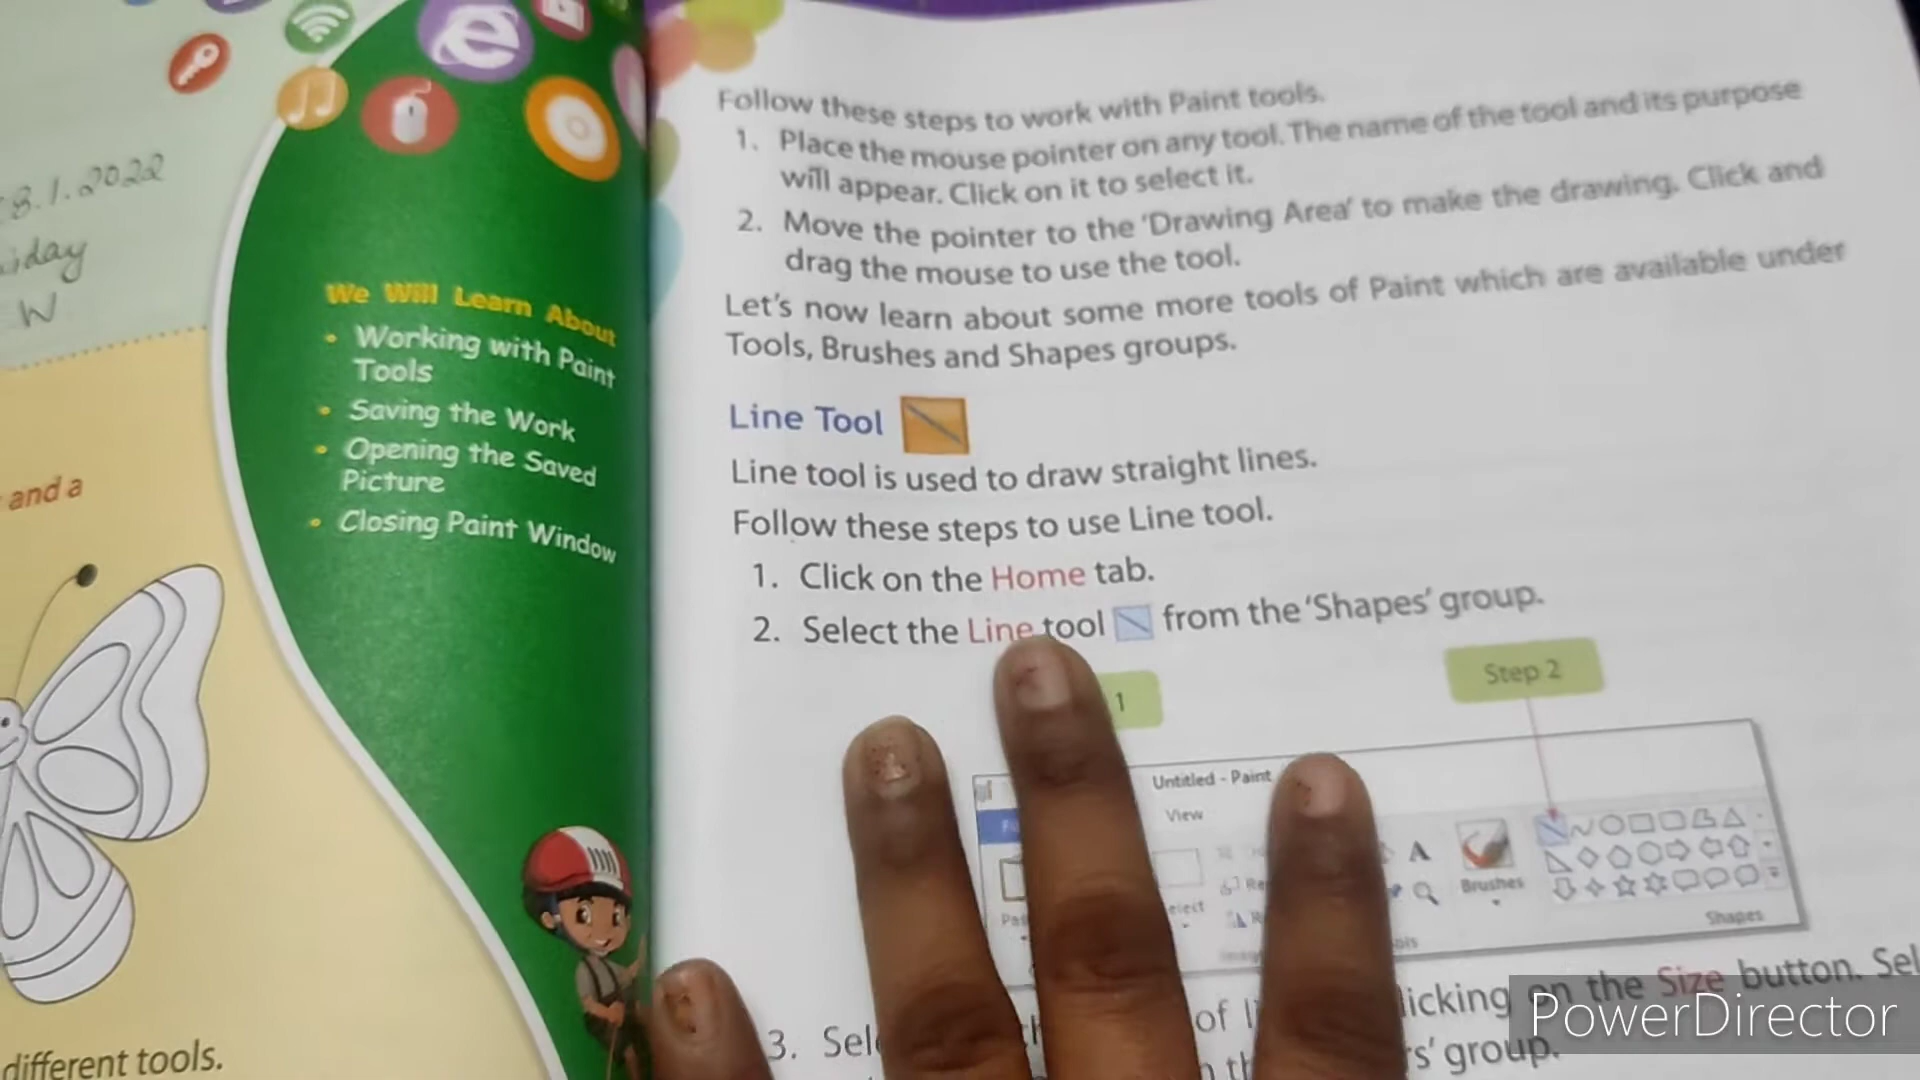 8.1.2022
W
and a
different tools.
We Will Learn About
• Working with Paint
Tools
• Saving the Work
• Opening the Saved
Picture
• Closing Paint Window
Follow these steps to work with Paint tools.
1. Place the mouse pointer on any tool. The name of the tool and its purpose
will appear. Click on it to select it.
2. Move the pointer to the 'Drawing Area' to make the drawing. Click and
drag the mouse to use the tool.
Let's now learn about some more tools of Paint which are available under
Tools, Brushes and Shapes groups.
Line Tool
Line tool is used to draw straight lines.
Follow these steps to use Line tool.
1. Click on the Home tab.
2. Select the Line tool from the 'Shapes' group.
1
Step 2
Untitled - Paint
View
A
Brushes
Shapes
3. of on the Size button.
group.
PowerDirector